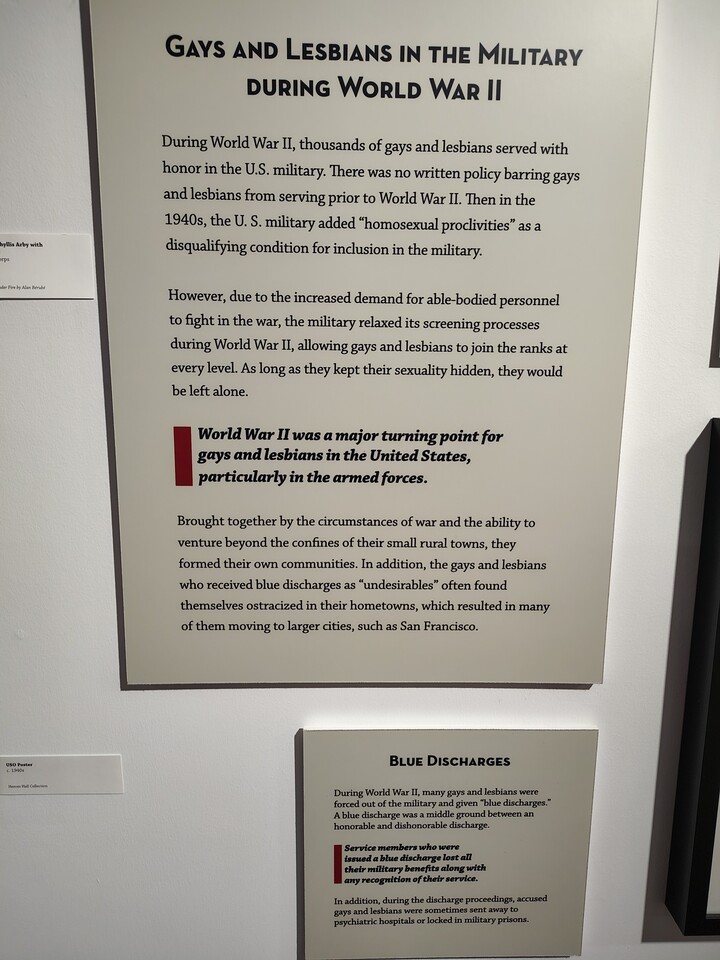 Gays and Lesbians in the Military
during World War II
During World War II, thousands of gays and lesbians served with
honor in the U.S. military. There was no written policy barring gays
and lesbians from serving prior to World War II. Then in the
1940s, the U. S. military added “homosexual proclivities” as a
disqualifying condition for inclusion in the military.
However, due to the increased demand for able-bodied personnel
to fight in the war, the military relaxed its screening processes
during World War II, allowing gays and lesbians to join the ranks at
every level. As long as they kept their sexuality hidden, they would
be left alone.
World War II was a major turning point for
gays and lesbians in the United States,
particularly in the armed forces.
Brought together by the circumstances of war and the ability to
venture beyond the confines of their small rural towns, they
formed their own communities. In addition, the gays and lesbians
who received blue discharges as “undesirables” often found
themselves ostracized in their hometowns, which resulted in many
of them moving to larger cities, such as San Francisco.
Blue Discharges
During World War II, many gays and lesbians were
forced out of the military and given “blue discharges.”
A blue discharge was a middle ground between an
honorable and dishonorable discharge.
Service members who were
issued a blue discharge lost all
their military benefits along with
any recognition of their service.
In addition, during the discharge proceedings, accused
gays and lesbians were sometimes sent away to
psychiatric hospitals or locked in military prisons.
hyllis Arby with
orps
USO Poster
c. 1940s